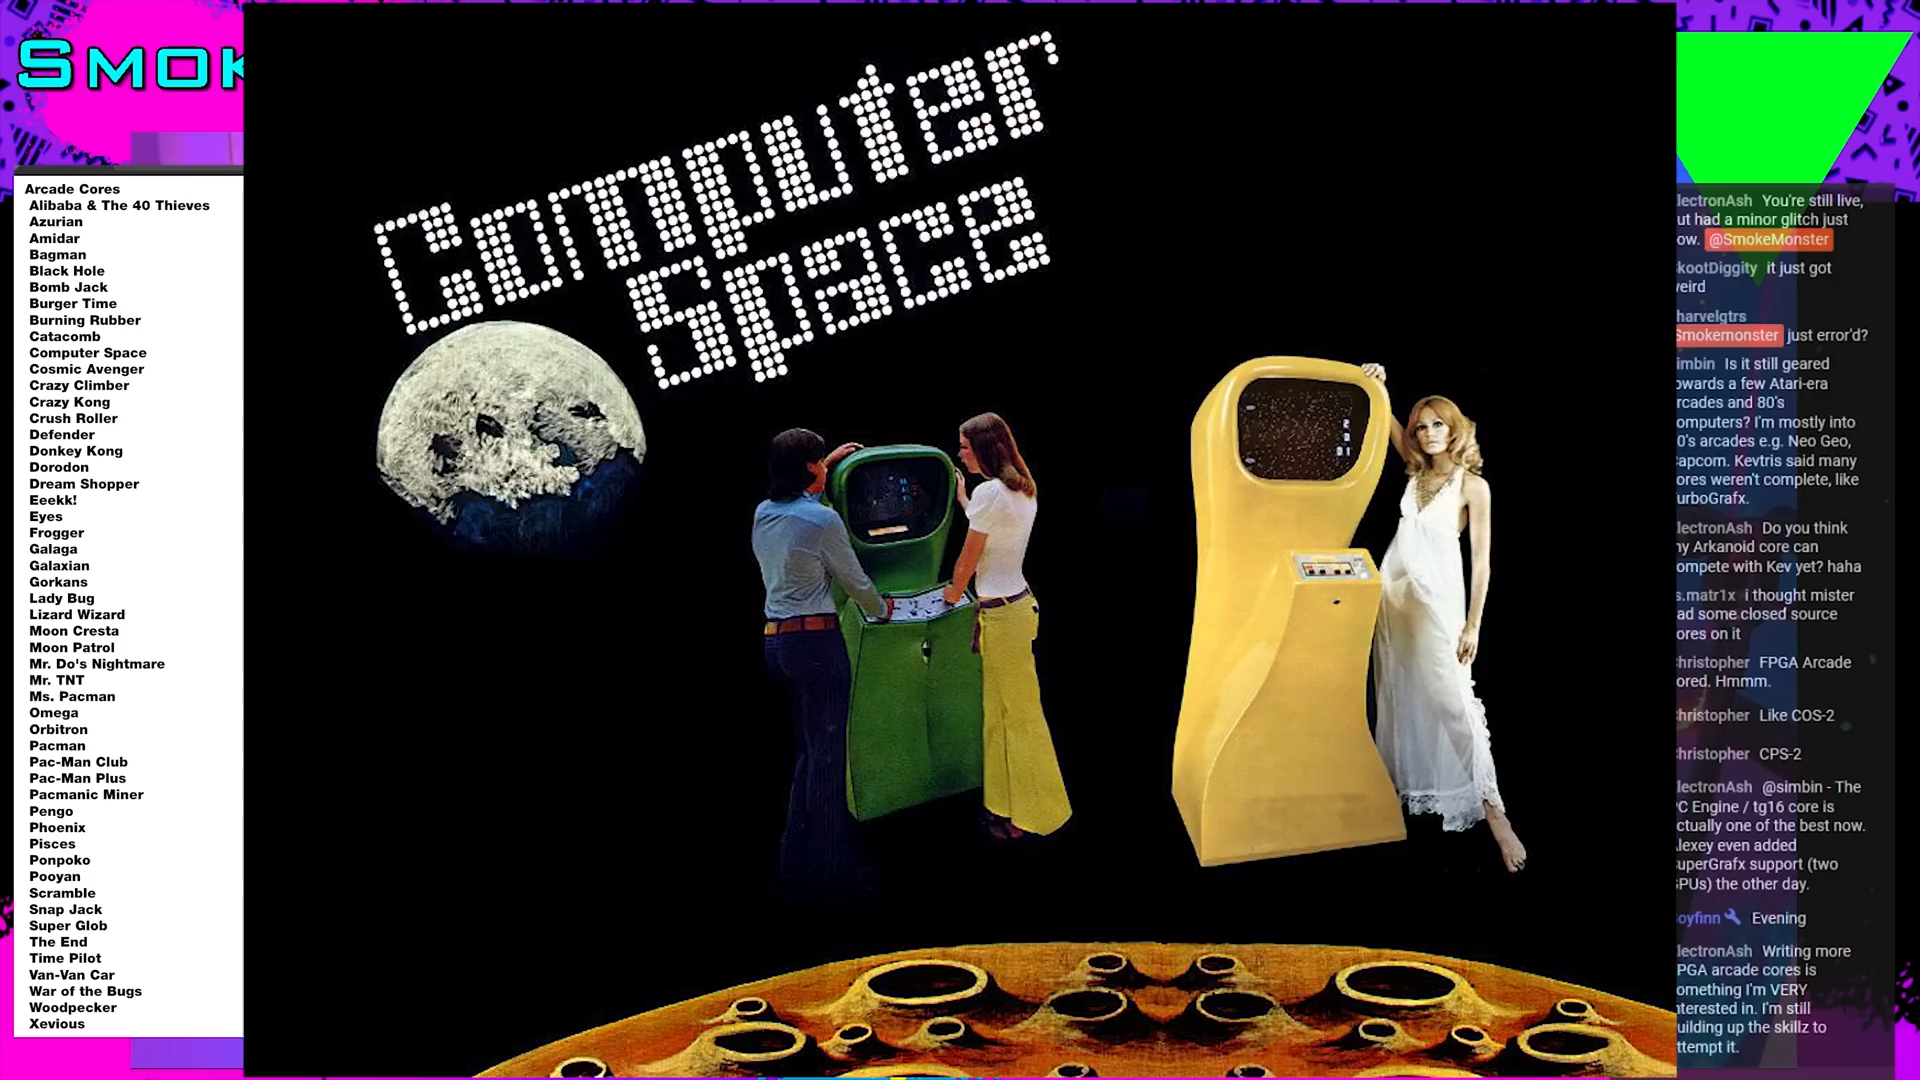 Smok
Computer
Space
Arcade Cores
Alibaba & The 40 Thieves
Azurian
Amidar
Bagman
Black Hole
Bomb Jack
Burger Time
Burning Rubber
Catacomb
Computer Space
Cosmic Avenger
Crazy Climber
Crazy Kong
Crush Roller
Defender
Donkey Kong
Dorodon
Dream Shopper
Eeekk!
Eyes
Frogger
Galaga
Galaxian
Gorkans
Lady Bug
Lizard Wizard
Moon Cresta
Moon Patrol
Mr. Do's Nightmare
Mr. TNT
Ms. Pacman
Omega
Orbitron
Pacman
Pac-Man Club
Pac-Man Plus
Pacmanic Miner
Pengo
Phoenix
Pisces
Ponpoko
Pooyan
Scramble
Snap Jack
Super Glob
The End
Time Pilot
Van-Van Car
War of the Bugs
Woodpecker
Xevious
lectronAsh You're still live,
ut had a minor glitch just
ow. @SmokeMonster
kootDiggity it just got
eird
harvelgtrs
Smokemonster just error'd?
imbin Is it still geared
owards a few Atari-era
rcades and 80's
omputers? I'm mostly into
0's arcades e.g. Neo Geo,
apcom. Kevtris said many
ores weren't complete, like
urboGrafx.
lectronAsh Do you think
y Arkanoid core can
ompete with Kev yet? haha
s.matr1x i thought mister
ad some closed source
ores on it
hristopher FPGA Arcade
ored. Hmmm.
hristopher Like COS-2
hristopher CPS-2
lectronAsh @simbin - The
C Engine / tg16 core is
ctually one of the best now.
lexey even added
uperGrafx support (two
PUs) the other day.
oyfinn Evening
lectronAsh Writing more
PGA arcade cores is
omething I'm VERY
nterested in. I'm still
uilding up the skillz to
ttempt it.